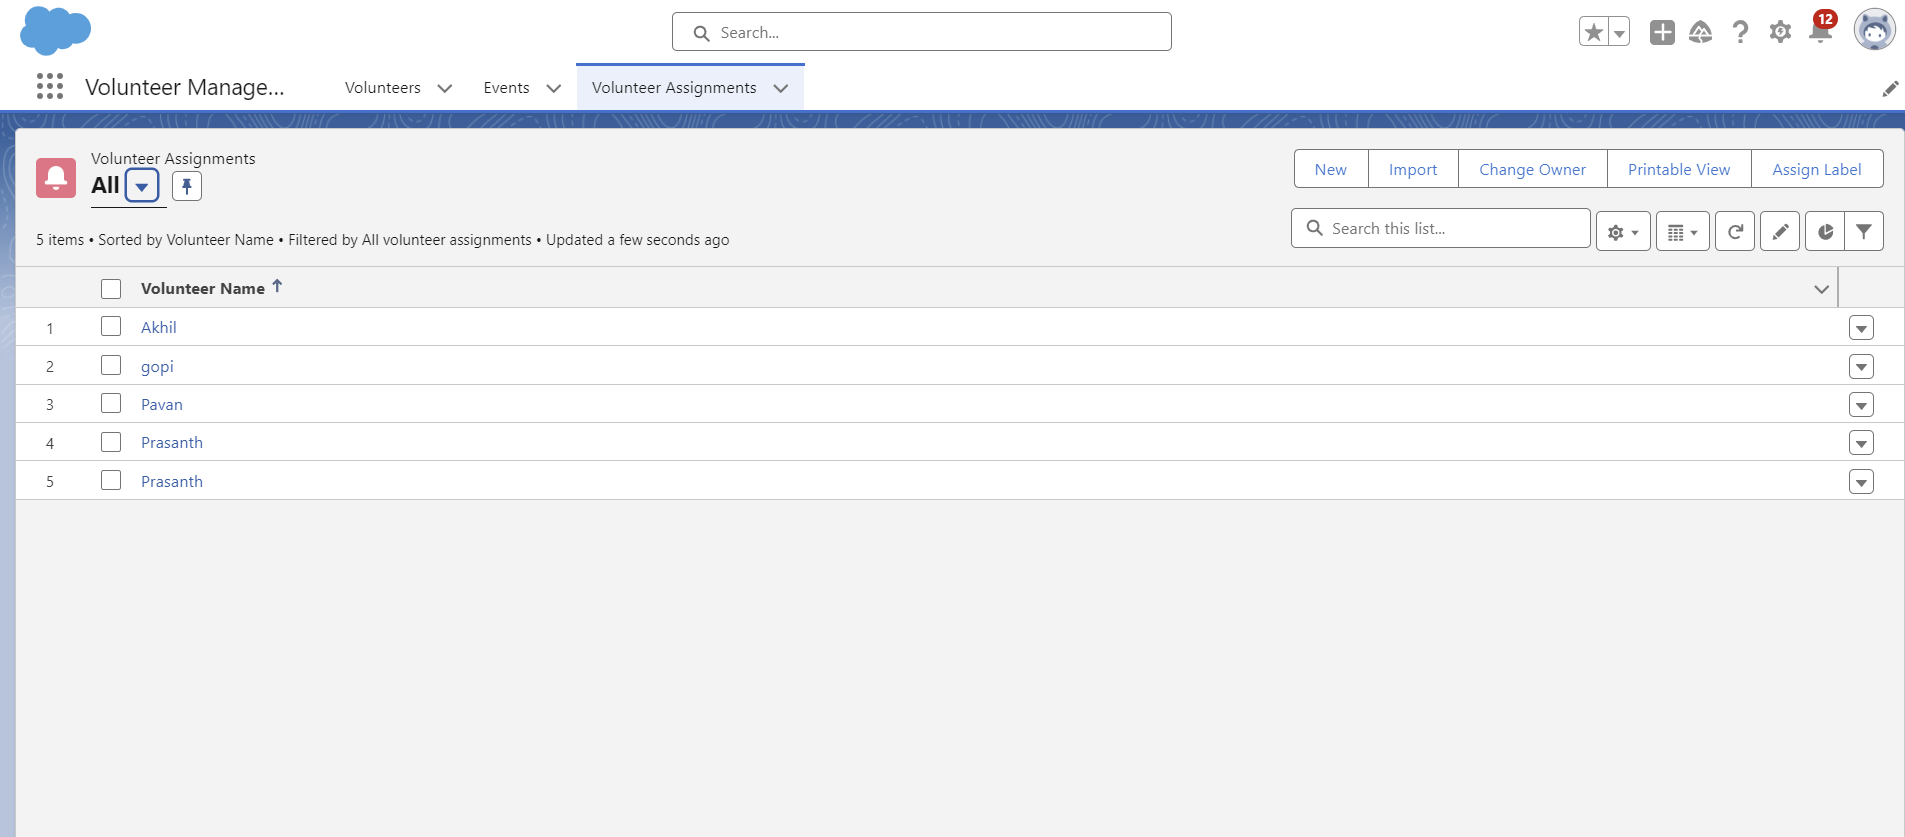 Search...
12
Volunteer Manage...
Volunteers
Events
Volunteer Assignments
Volunteer Assignments
All
New
Import
Change Owner
Printable View
Assign Label
5 items • Sorted by Volunteer Name • Filtered by All volunteer assignments • Updated a few seconds ago
Search this list...
Volunteer Name
1 Akhil
2 gopi
3 Pavan
4 Prasanth
5 Prasanth